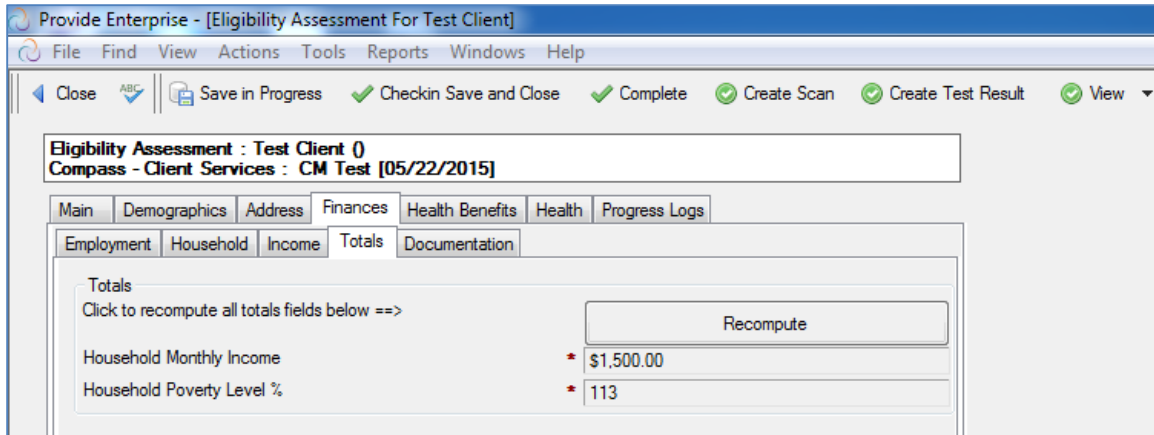 Provide Enterprise - [Eligibility Assessment For Test Client]
File Find View Actions Tools Reports Windows Help
Close ABC Save in Progress Checkin Save and Close Complete Create Scan Create Test Result View
Eligibility Assessment : Test Client ()
Compass - Client Services : CM Test [05/22/2015]
Main Demographics Address Finances Health Benefits Health Progress Logs
Employment Household Income Totals Documentation
Totals
Click to recompute all totals fields below ==> Recompute
Household Monthly Income * $1,500.00
Household Poverty Level % * 113